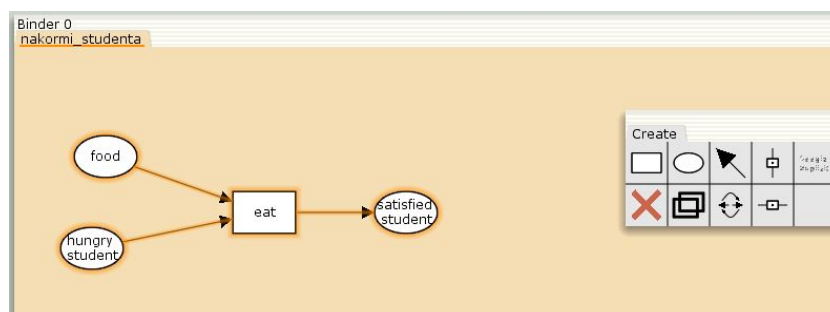 Binder 0
nakormi_studenta
food
eat
satisfied
student
hungry
student
Create